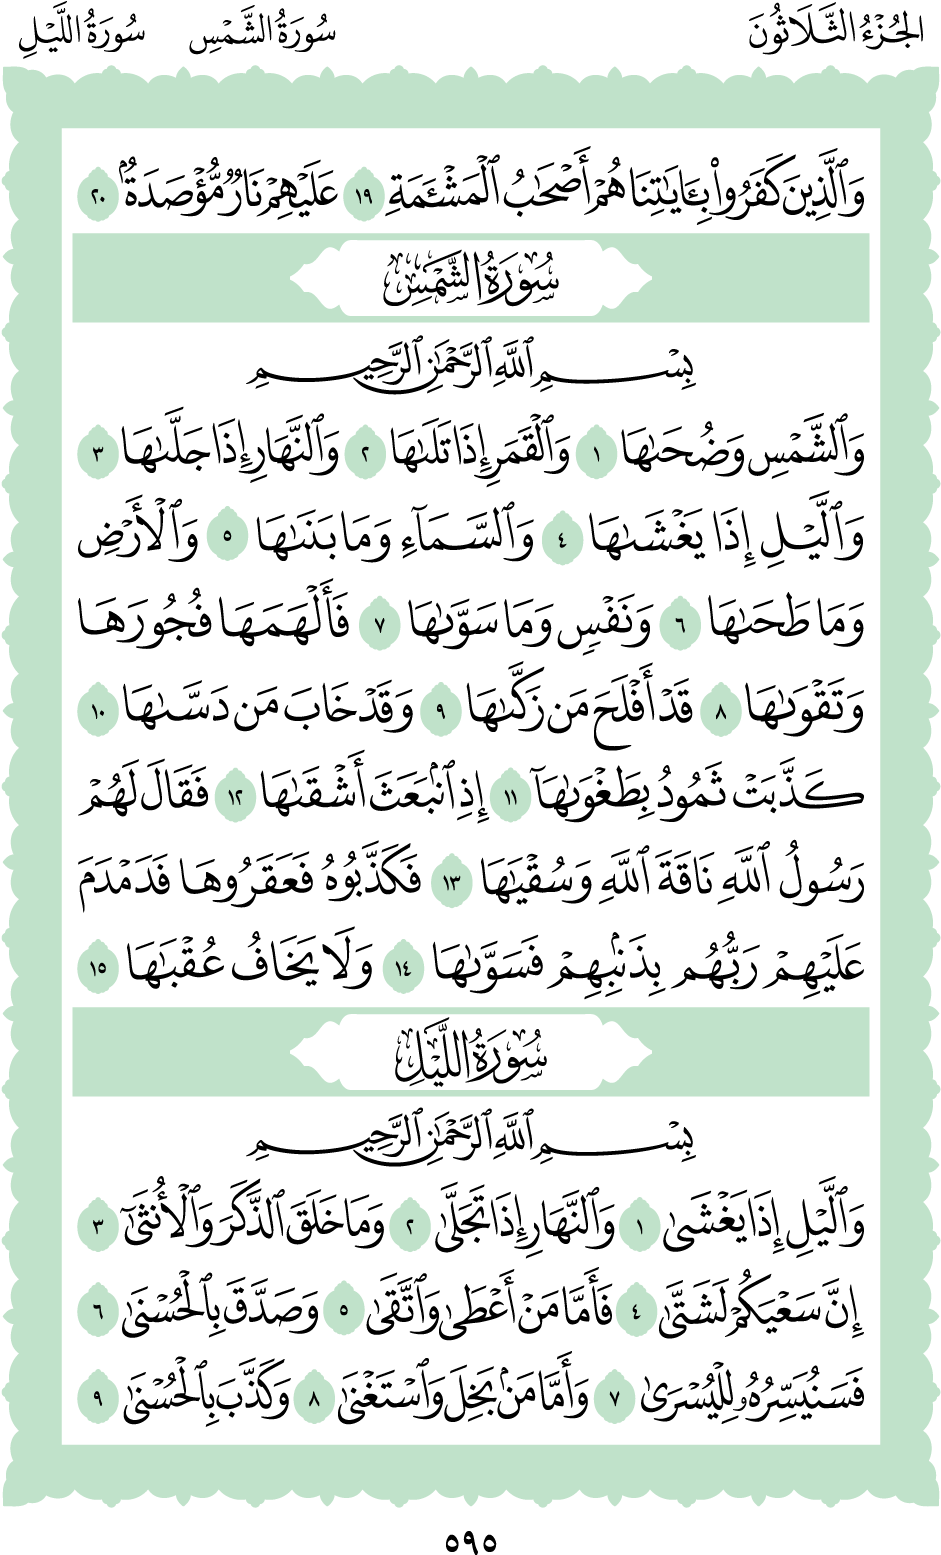 الجُزْءُ الثَّلَاثُونَ سُورَةُ الشَّمْسِ سُورَةُ اللَّيْلِ
وَٱلَّذِينَ كَفَرُوا۟ بِـَٔايَـٰتِنَا هُمْ أَصْحَـٰبُ ٱلْمَشْـَٔمَةِ ١٩ عَلَيْهِمْ نَارٌ مُّؤْصَدَةٌۢ ٢٠
سُورَةُ الشَّمْسِ
بِسْمِ ٱللَّهِ ٱلرَّحْمَـٰنِ ٱلرَّحِيمِ
وَٱلشَّمْسِ وَضُحَىٰهَا ١ وَٱلْقَمَرِ إِذَا تَلَىٰهَا ٢ وَٱلنَّهَارِ إِذَا جَلَّىٰهَا ٣
وَٱلَّيْلِ إِذَا يَغْشَىٰهَا ٤ وَٱلسَّمَآءِ وَمَا بَنَىٰهَا ٥ وَٱلْأَرْضِ
وَمَا طَحَىٰهَا ٦ وَنَفْسٍ وَمَا سَوَّىٰهَا ٧ فَأَلْهَمَهَا فُجُورَهَا
وَتَقْوَىٰهَا ٨ قَدْ أَفْلَحَ مَن زَكَّىٰهَا ٩ وَقَدْ خَابَ مَن دَسَّىٰهَا ١٠
كَذَّبَتْ ثَمُودُ بِطَغْوَىٰهَآ ١١ إِذِ ٱنۢبَعَثَ أَشْقَىٰهَا ١٢ فَقَالَ لَهُمْ
رَسُولُ ٱللَّهِ نَاقَةَ ٱللَّهِ وَسُقْيَـٰهَا ١٣ فَكَذَّبُوهُ فَعَقَرُوهَا فَدَمْدَمَ
عَلَيْهِمْ رَبُّهُم بِذَنۢبِهِمْ فَسَوَّىٰهَا ١٤ وَلَا يَخَافُ عُقْبَـٰهَا ١٥
سُورَةُ اللَّيْلِ
بِسْمِ ٱللَّهِ ٱلرَّحْمَـٰنِ ٱلرَّحِيمِ
وَٱلَّيْلِ إِذَا يَغْشَىٰ ١ وَٱلنَّهَارِ إِذَا تَجَلَّىٰ ٢ وَمَا خَلَقَ ٱلذَّكَرَ وَٱلْأُنثَىٰٓ ٣
إِنَّ سَعْيَكُمْ لَشَتَّىٰ ٤ فَأَمَّا مَنْ أَعْطَىٰ وَٱتَّقَىٰ ٥ وَصَدَّقَ بِٱلْحُسْنَىٰ ٦
فَسَنُيَسِّرُهُۥ لِلْيُسْرَىٰ ٧ وَأَمَّا مَنۢ بَخِلَ وَٱسْتَغْنَىٰ ٨ وَكَذَّبَ بِٱلْحُسْنَىٰ ٩
٥٩٥